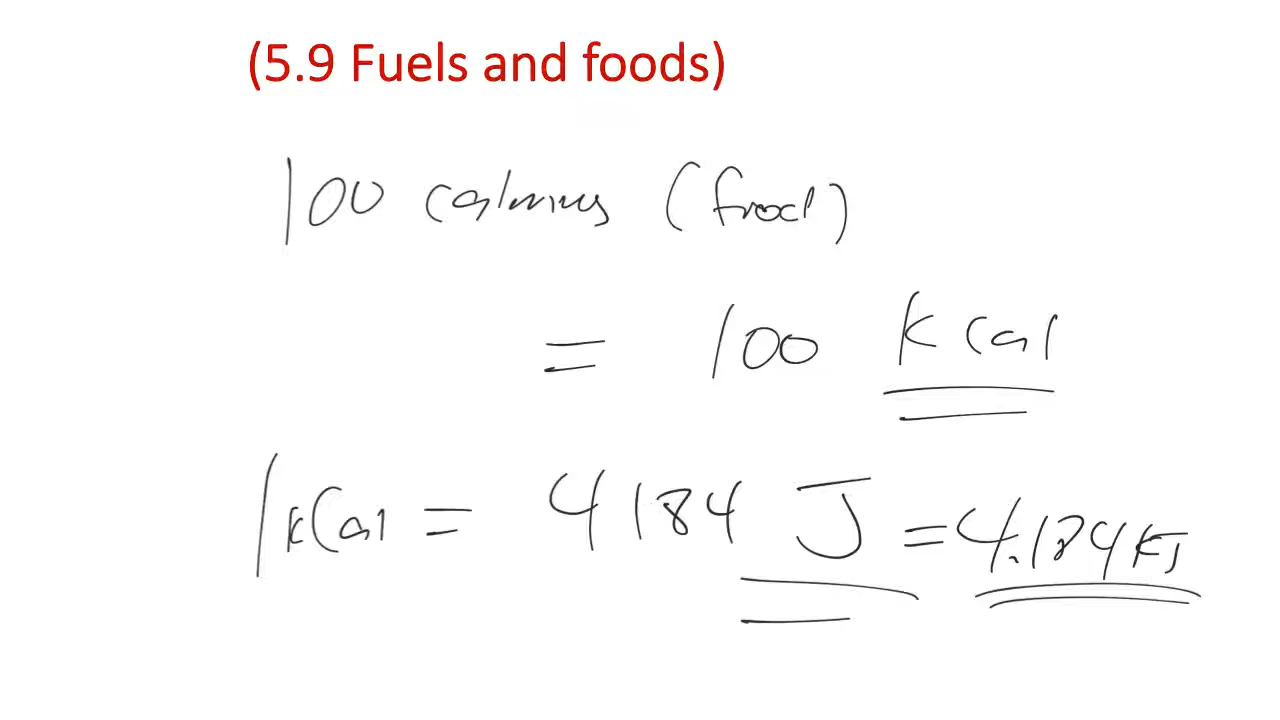 (5.9 Fuels and foods)
100 calories (food)
= 100 kcal
1 kCal = 4184 J = 4.184 KJ